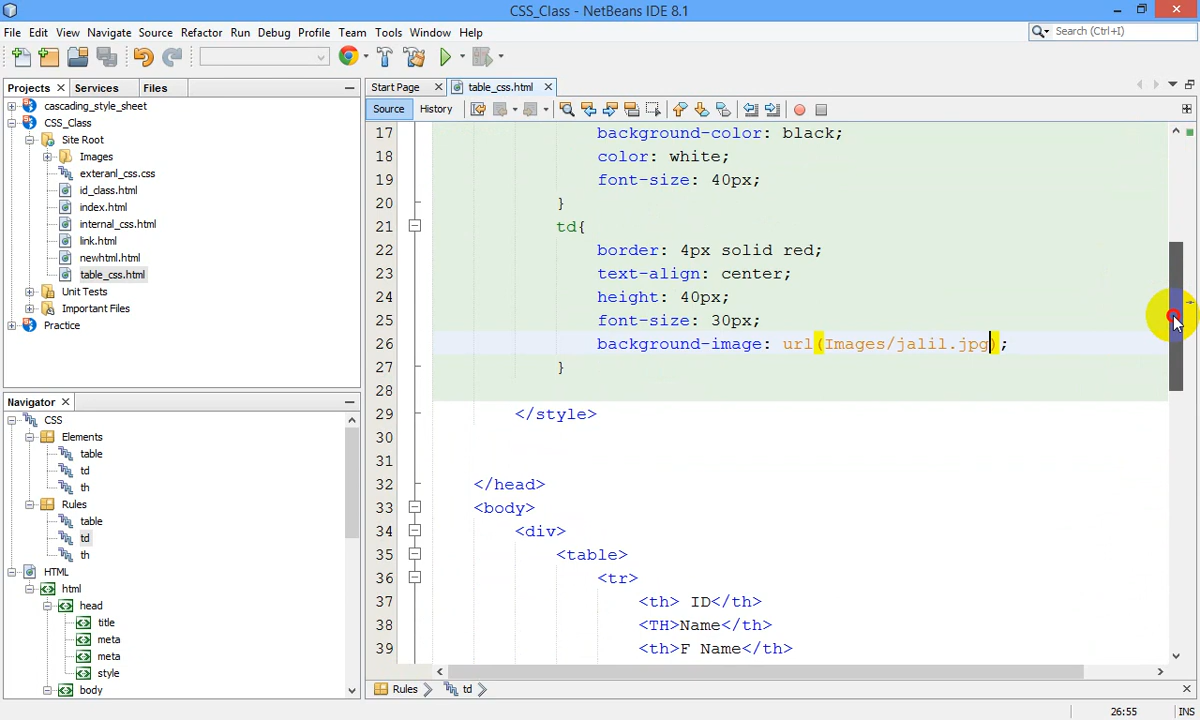 CSS_Class - NetBeans IDE 8.1
File Edit View Navigate Source Refactor Run Debug Profile Team Tools Window Help
Search (Ctrl+I)
Projects Services Files
Start Page table_css.html
Source History
cascading_style_sheet
CSS_Class
Site Root
Images
exteranl_css.css
id_class.html
index.html
internal_css.html
link.html
newhtml.html
table_css.html
Unit Tests
Important Files
Practice
Navigator
CSS
Elements
table
td
th
Rules
table
td
th
HTML
html
head
title
meta
meta
style
body
17 background-color: black;
18 color: white;
19 font-size: 40px;
20 }
21 td{
22 border: 4px solid red;
23 text-align: center;
24 height: 40px;
25 font-size: 30px;
26 background-image: url(Images/jalil.jpg);
27 }
28
29 </style>
30
31
32 </head>
33 <body>
34 <div>
35 <table>
36 <tr>
37 <th> ID</th>
38 <TH>Name</th>
39 <th>F Name</th>
Rules td
26:55 INS